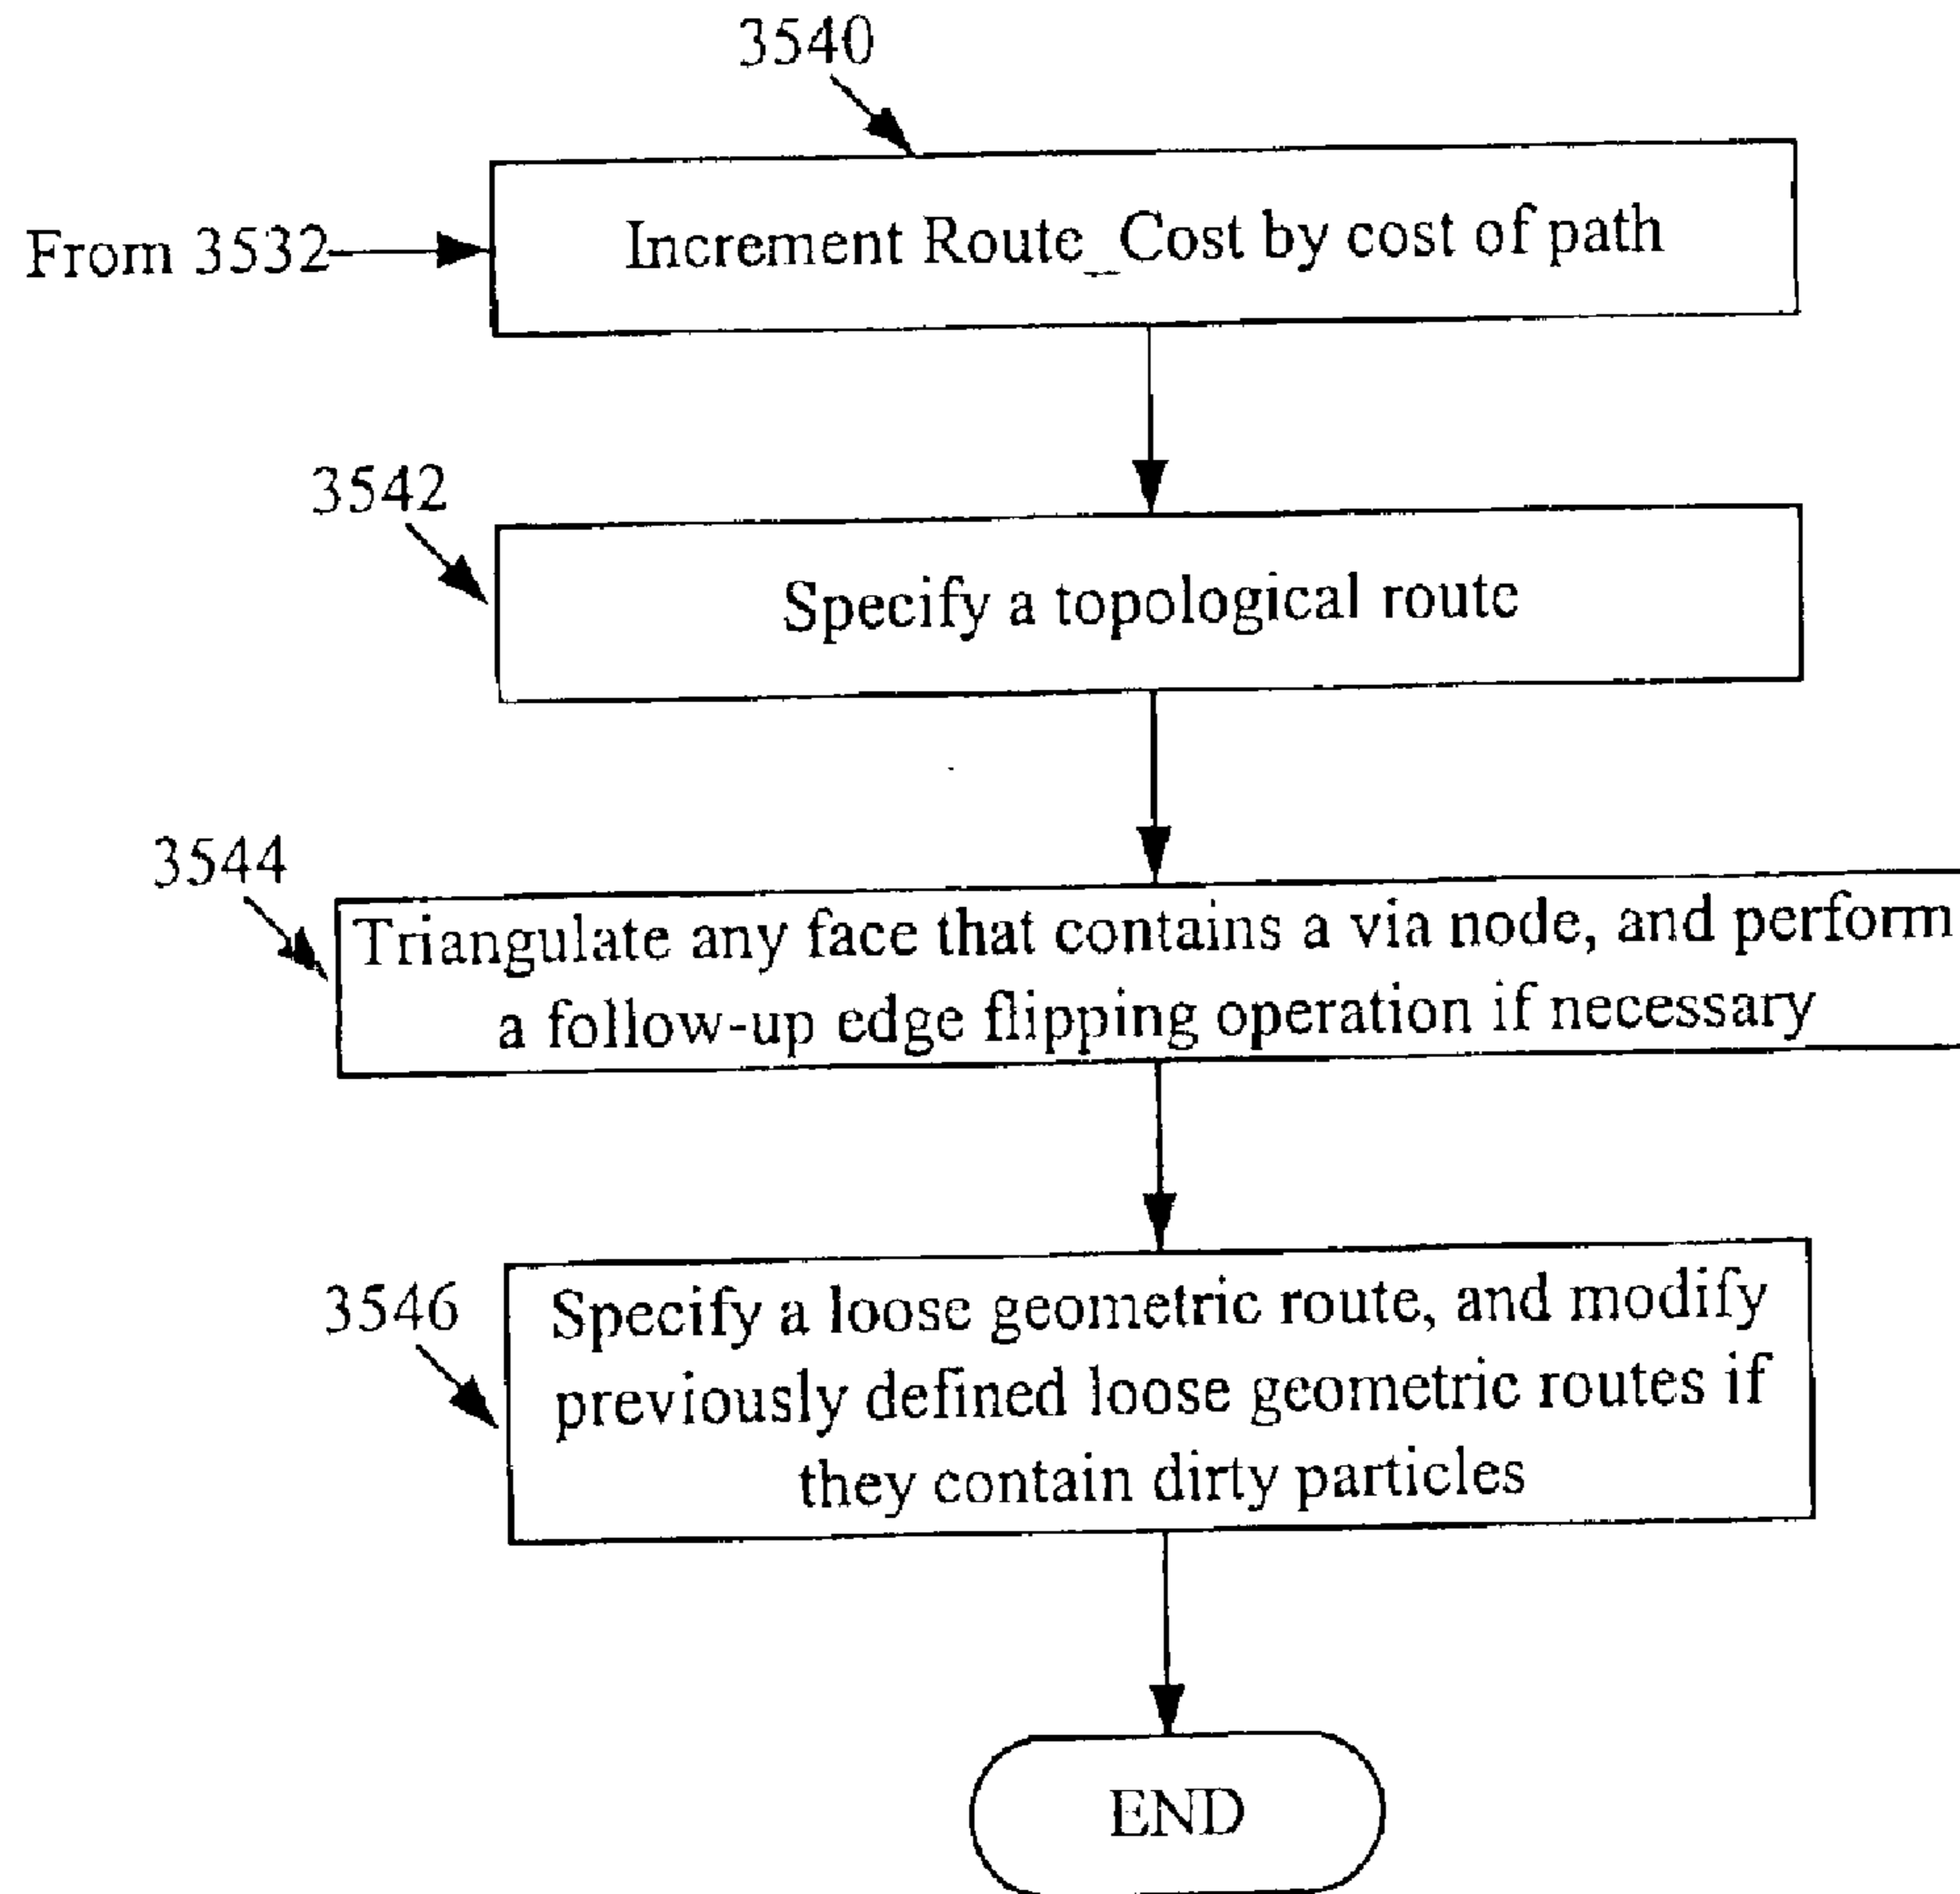 3540
From 3532
Increment Route_Cost by cost of path
3542
Specify a topological route
3544
Triangulate any face that contains a via node, and perform
a follow-up edge flipping operation if necessary
3546
Specify a loose geometric route, and modify
previously defined loose geometric routes if
they contain dirty particles
END